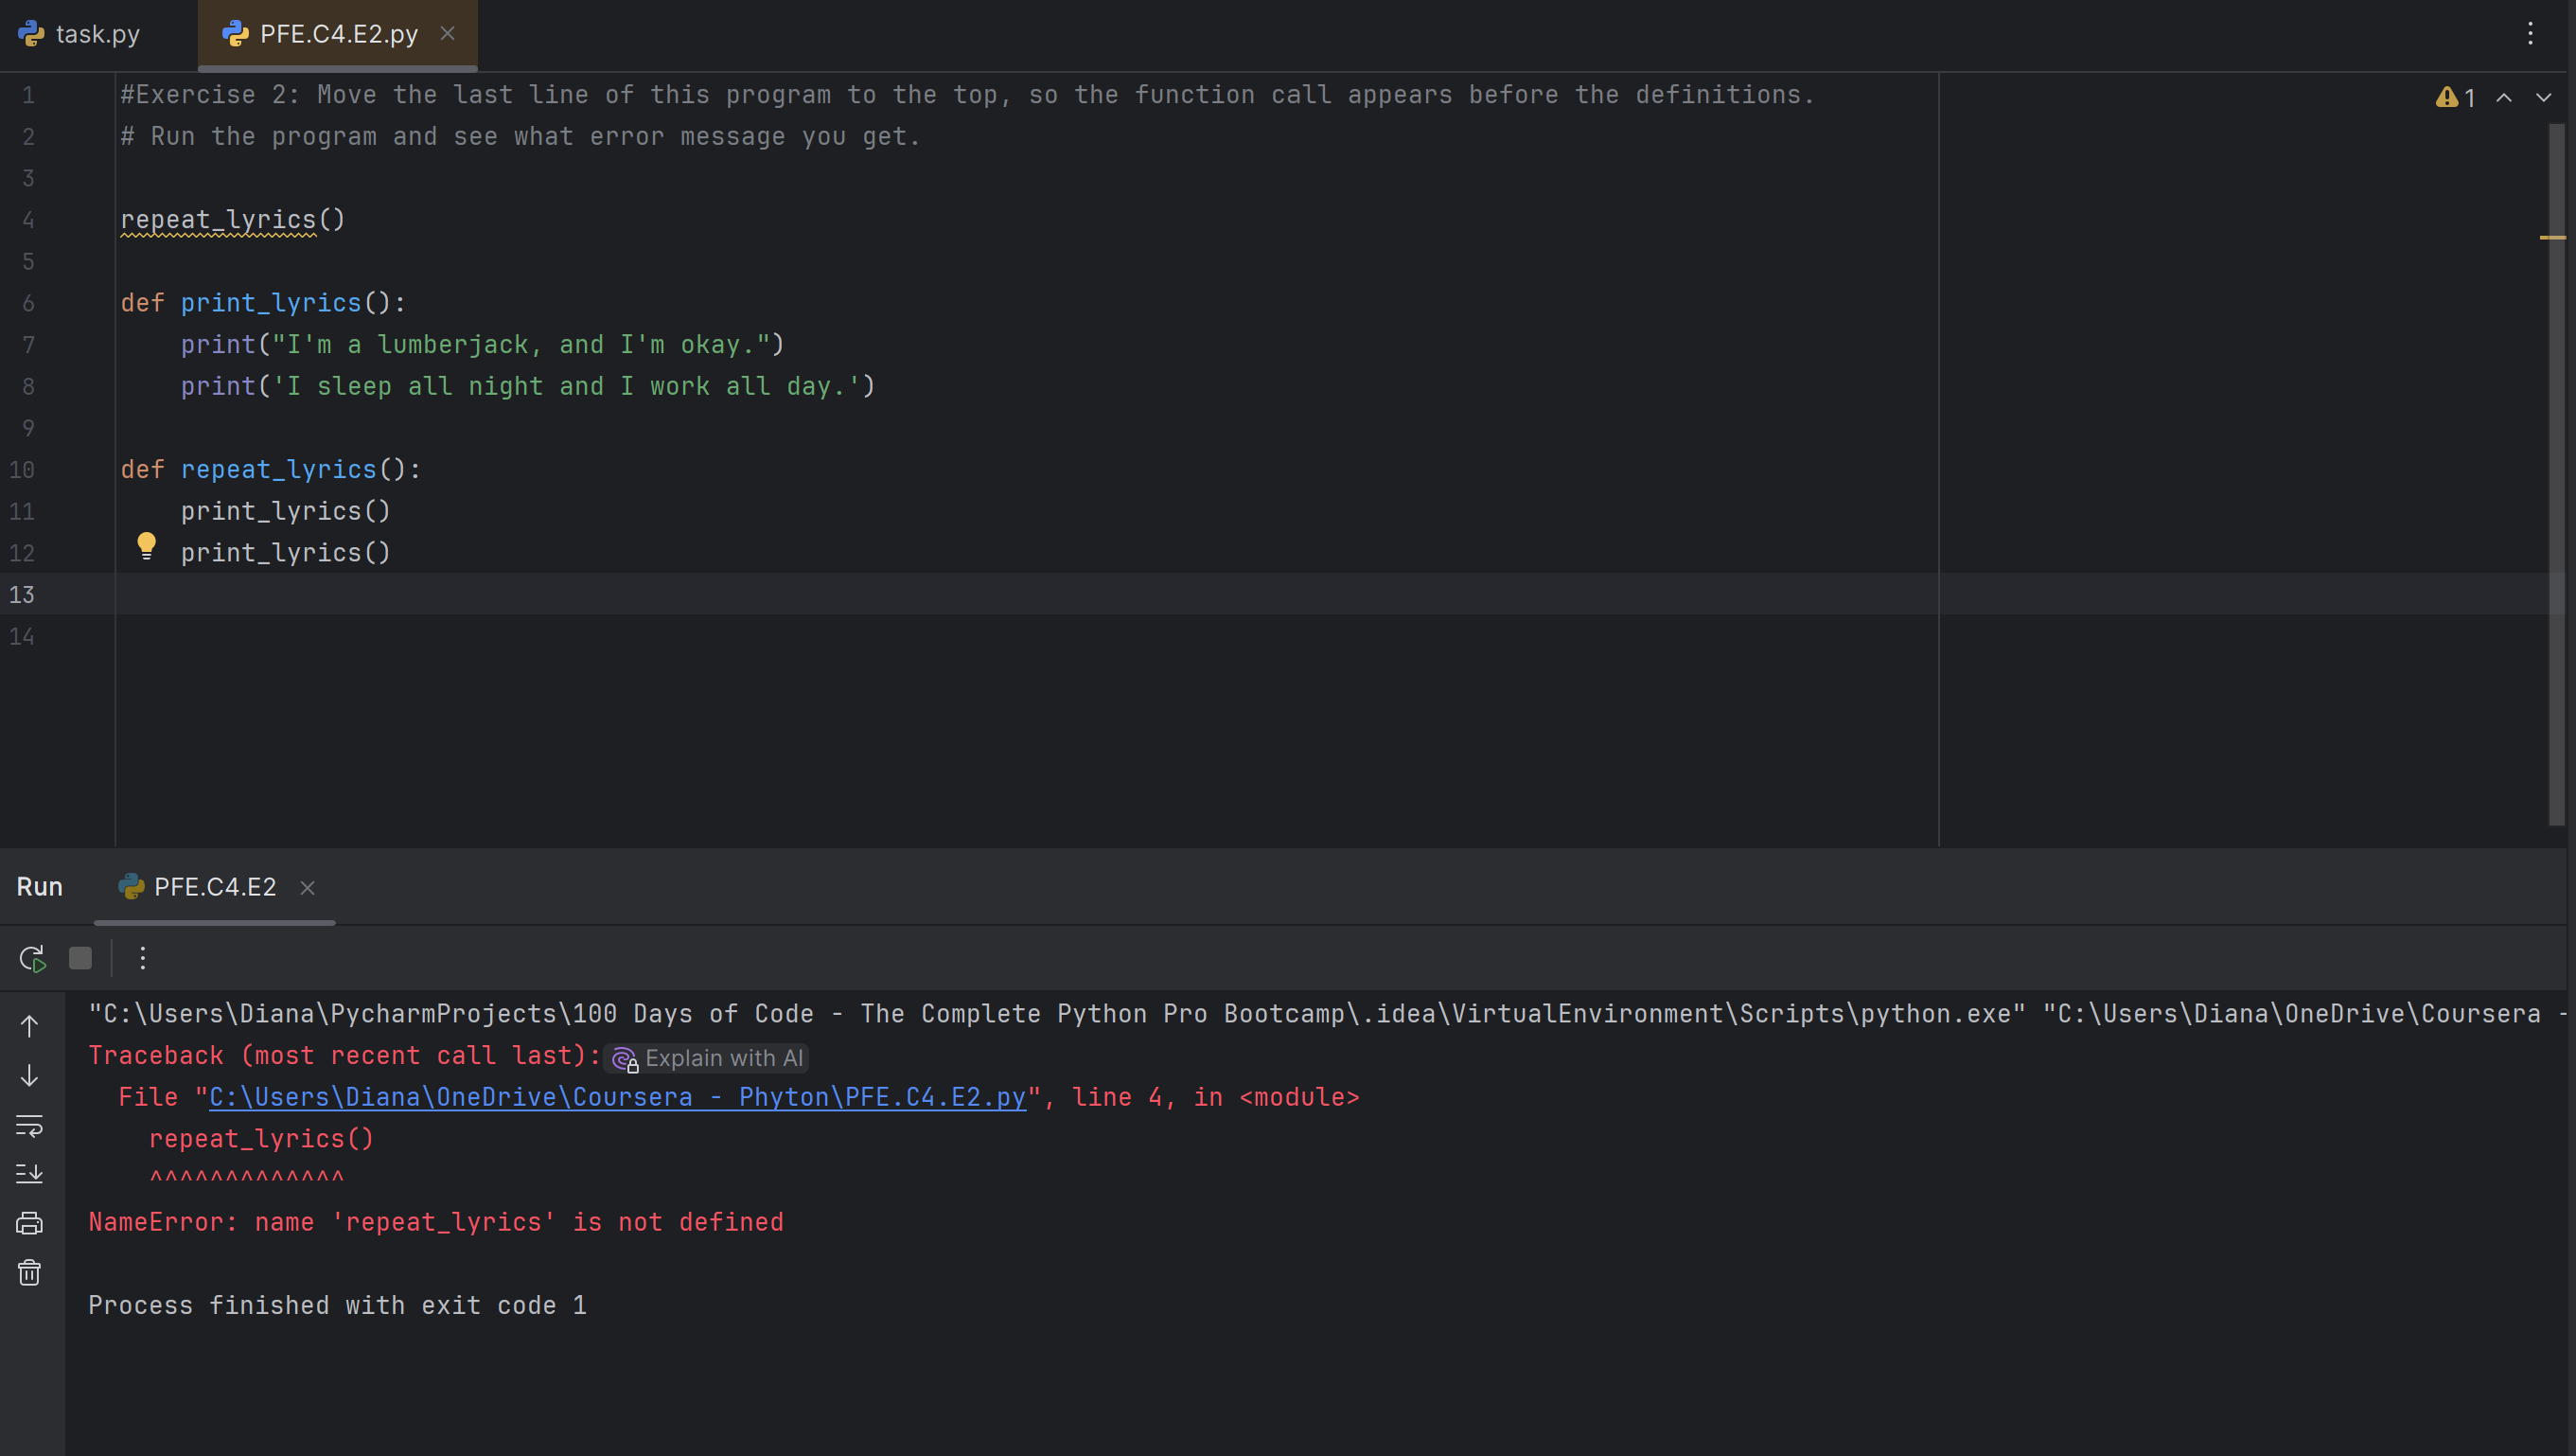 task.py PFE.C4.E2.py
1 #Exercise 2: Move the last line of this program to the top, so the function call appears before the definitions. 1
2 # Run the program and see what error message you get.
3
4 repeat_lyrics()
5
6 def print_lyrics():
7     print("I'm a lumberjack, and I'm okay.")
8     print('I sleep all night and I work all day.')
9
10 def repeat_lyrics():
11     print_lyrics()
12     print_lyrics()
13
14
Run PFE.C4.E2
"C:\Users\Diana\PycharmProjects\100 Days of Code - The Complete Python Pro Bootcamp\.idea\VirtualEnvironment\Scripts\python.exe" "C:\Users\Diana\OneDrive\Coursera -
Traceback (most recent call last): Explain with AI
  File "C:\Users\Diana\OneDrive\Coursera - Phyton\PFE.C4.E2.py", line 4, in <module>
    repeat_lyrics()
    ^^^^^^^^^^^^^
NameError: name 'repeat_lyrics' is not defined
Process finished with exit code 1